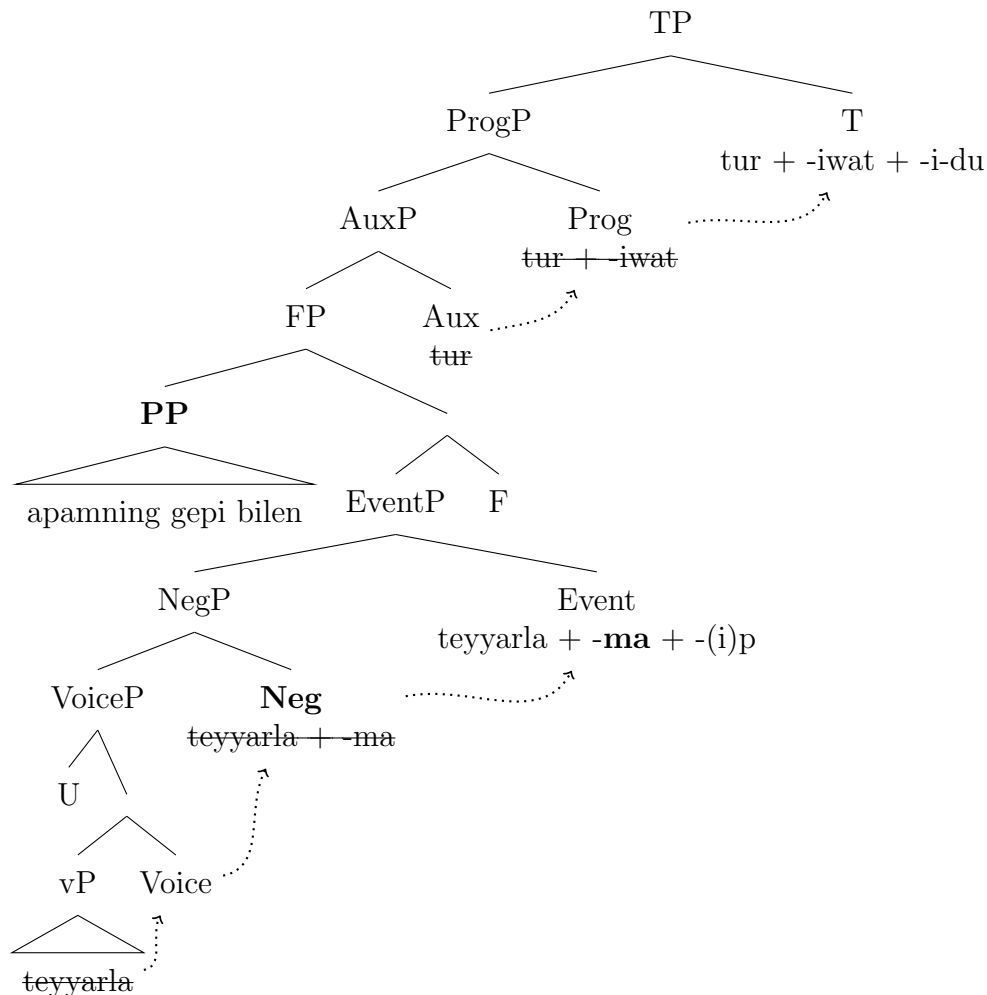 TP
ProgP T
tur + -iwat + -i-du
AuxP Prog
tur + -iwat
FP Aux
tur
PP
apamning gepi bilen EventP F
NegP Event
teyyarla + -ma + -(i)p
VoiceP Neg
teyyarla + -ma
U
vP Voice
teyyarla